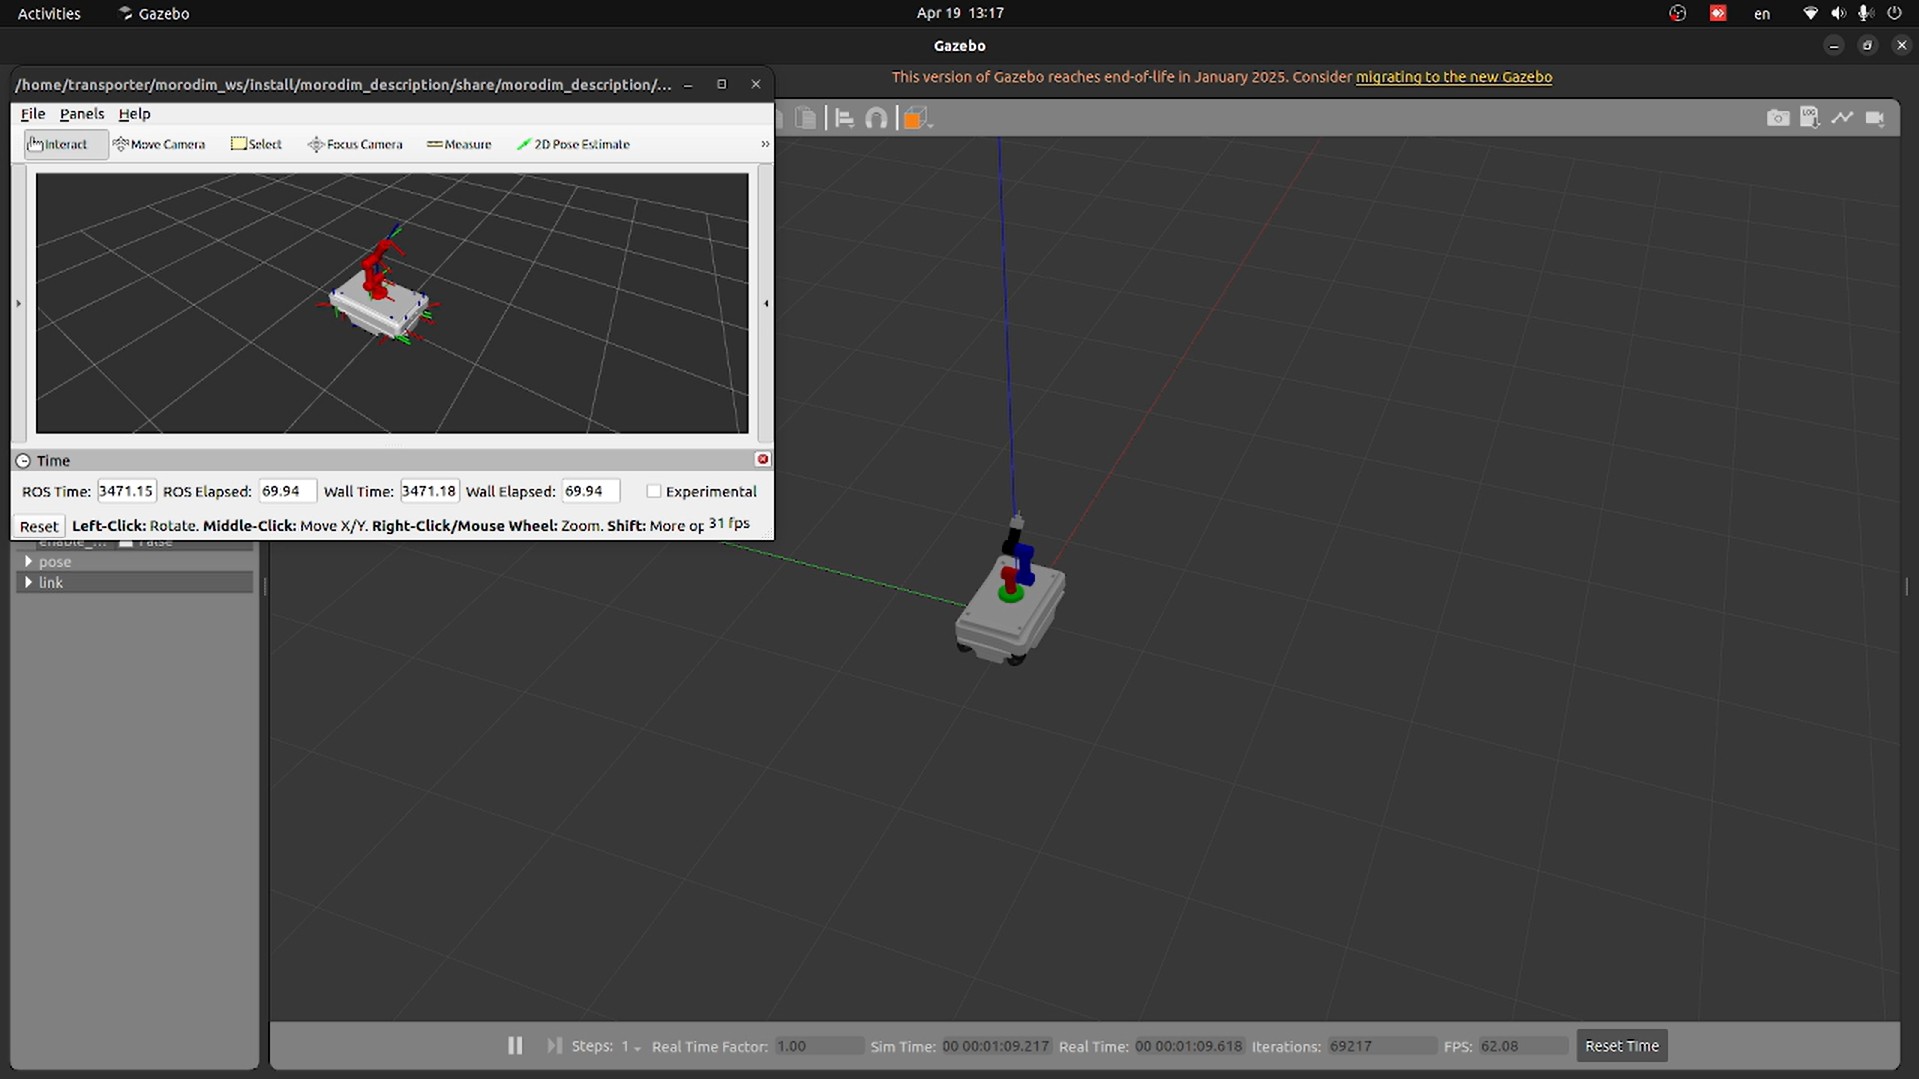 Activities Gazebo Apr 19 13:17 en
Gazebo
This version of Gazebo reaches end-of-life in January 2025. Consider migrating to the new Gazebo
/home/transporter/morodim_ws/install/morodim_description/share/morodim_description/...
File Panels Help
Interact Move Camera Select Focus Camera Measure 2D Pose Estimate »
LOG
Time
ROS Time: 3471.15 ROS Elapsed: 69.94 Wall Time: 3471.18 Wall Elapsed: 69.94 Experimental
Reset Left-Click: Rotate. Middle-Click: Move X/Y. Right-Click/Mouse Wheel: Zoom. Shift: More op 31 fps
enable_... False
pose
link
Steps: 1 Real Time Factor: 1.00 Sim Time: 00 00:01:09.217 Real Time: 00 00:01:09.618 Iterations: 69217 FPS: 62.08 Reset Time